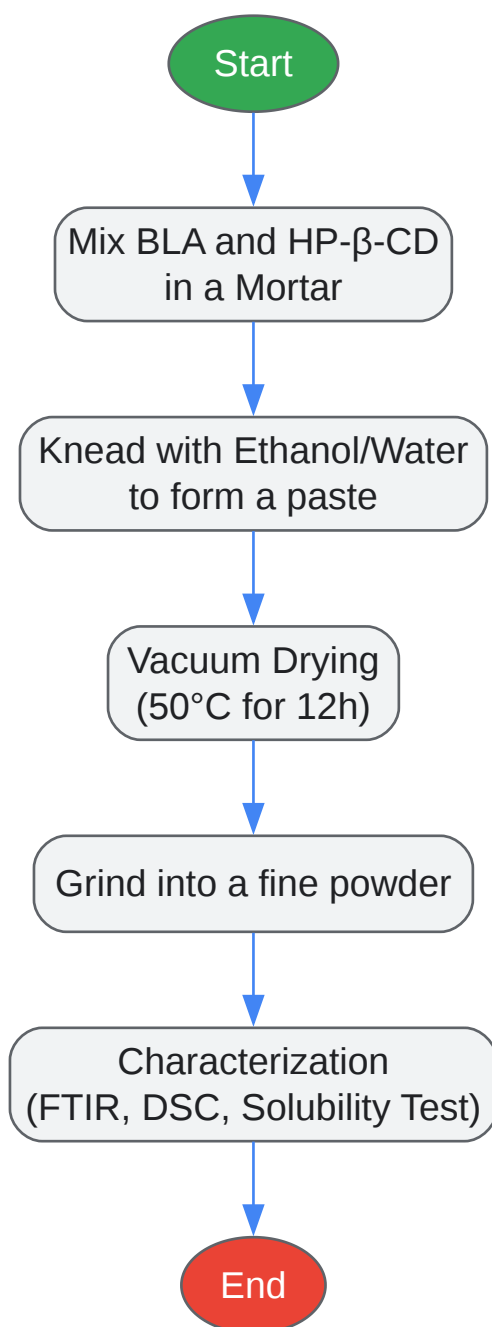 Start
Mix BLA and HP-β-CD
in a Mortar
Knead with Ethanol/Water
to form a paste
Vacuum Drying
(50°C for 12h)
Grind into a fine powder
Characterization
(FTIR, DSC, Solubility Test)
End